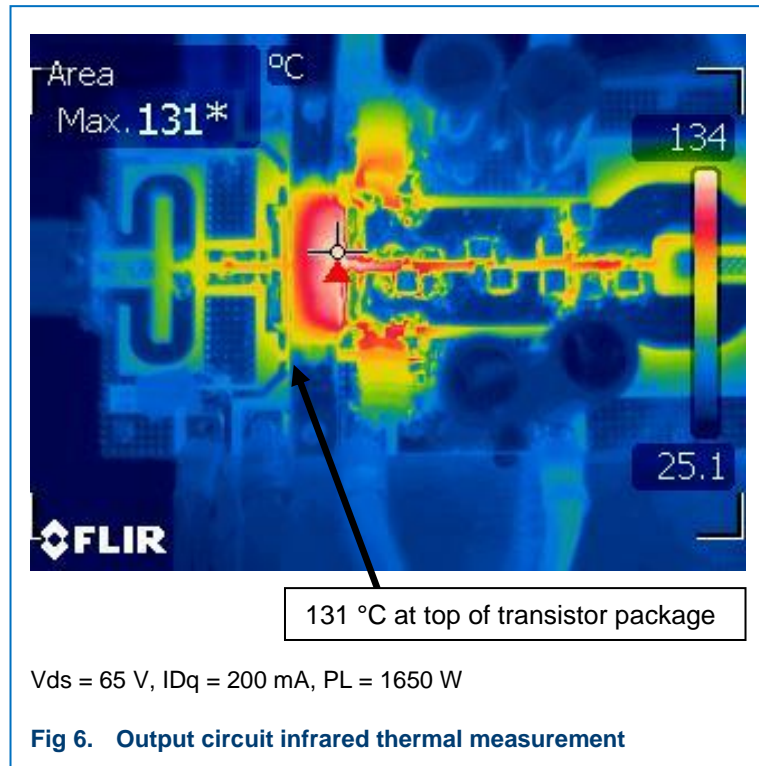 Area
Max. 131*
°C
134
25.1
FLIR
131 °C at top of transistor package
Vds = 65 V, IDq = 200 mA, PL = 1650 W
Fig 6. Output circuit infrared thermal measurement